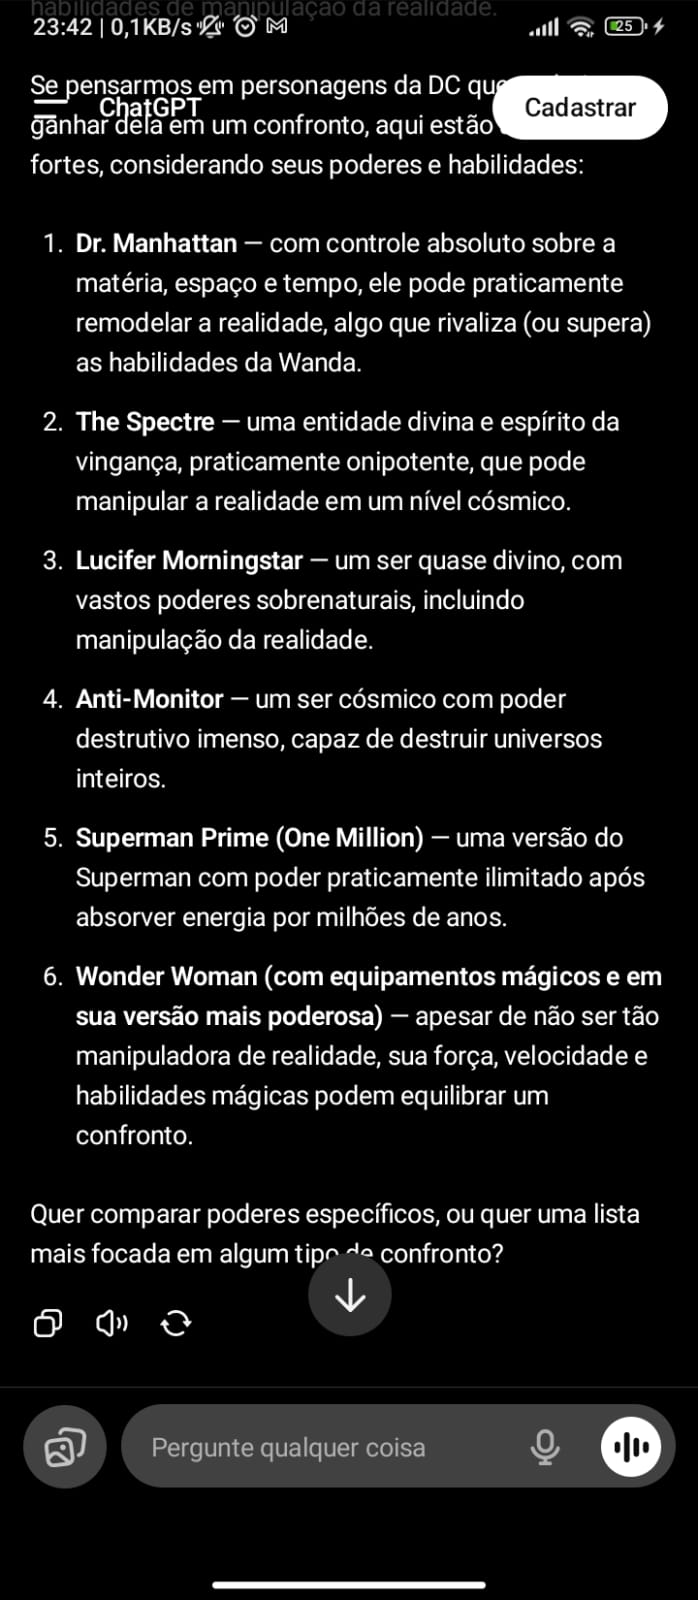 habilidades de manipulação da realidade.
23:42 | 0,1KB/s
25
Se pensarmos em personagens da DC que
ChatGPT
Cadastrar
ganhar dela em um confronto, aqui estão
fortes, considerando seus poderes e habilidades:
1. Dr. Manhattan — com controle absoluto sobre a
matéria, espaço e tempo, ele pode praticamente
remodelar a realidade, algo que rivaliza (ou supera)
as habilidades da Wanda.
2. The Spectre — uma entidade divina e espírito da
vingança, praticamente onipotente, que pode
manipular a realidade em um nível cósmico.
3. Lucifer Morningstar — um ser quase divino, com
vastos poderes sobrenaturais, incluindo
manipulação da realidade.
4. Anti-Monitor — um ser cósmico com poder
destrutivo imenso, capaz de destruir universos
inteiros.
5. Superman Prime (One Million) — uma versão do
Superman com poder praticamente ilimitado após
absorver energia por milhões de anos.
6. Wonder Woman (com equipamentos mágicos e em
sua versão mais poderosa) — apesar de não ser tão
manipuladora de realidade, sua força, velocidade e
habilidades mágicas podem equilibrar um
confronto.
Quer comparar poderes específicos, ou quer uma lista
mais focada em algum tipo de confronto?
Pergunte qualquer coisa